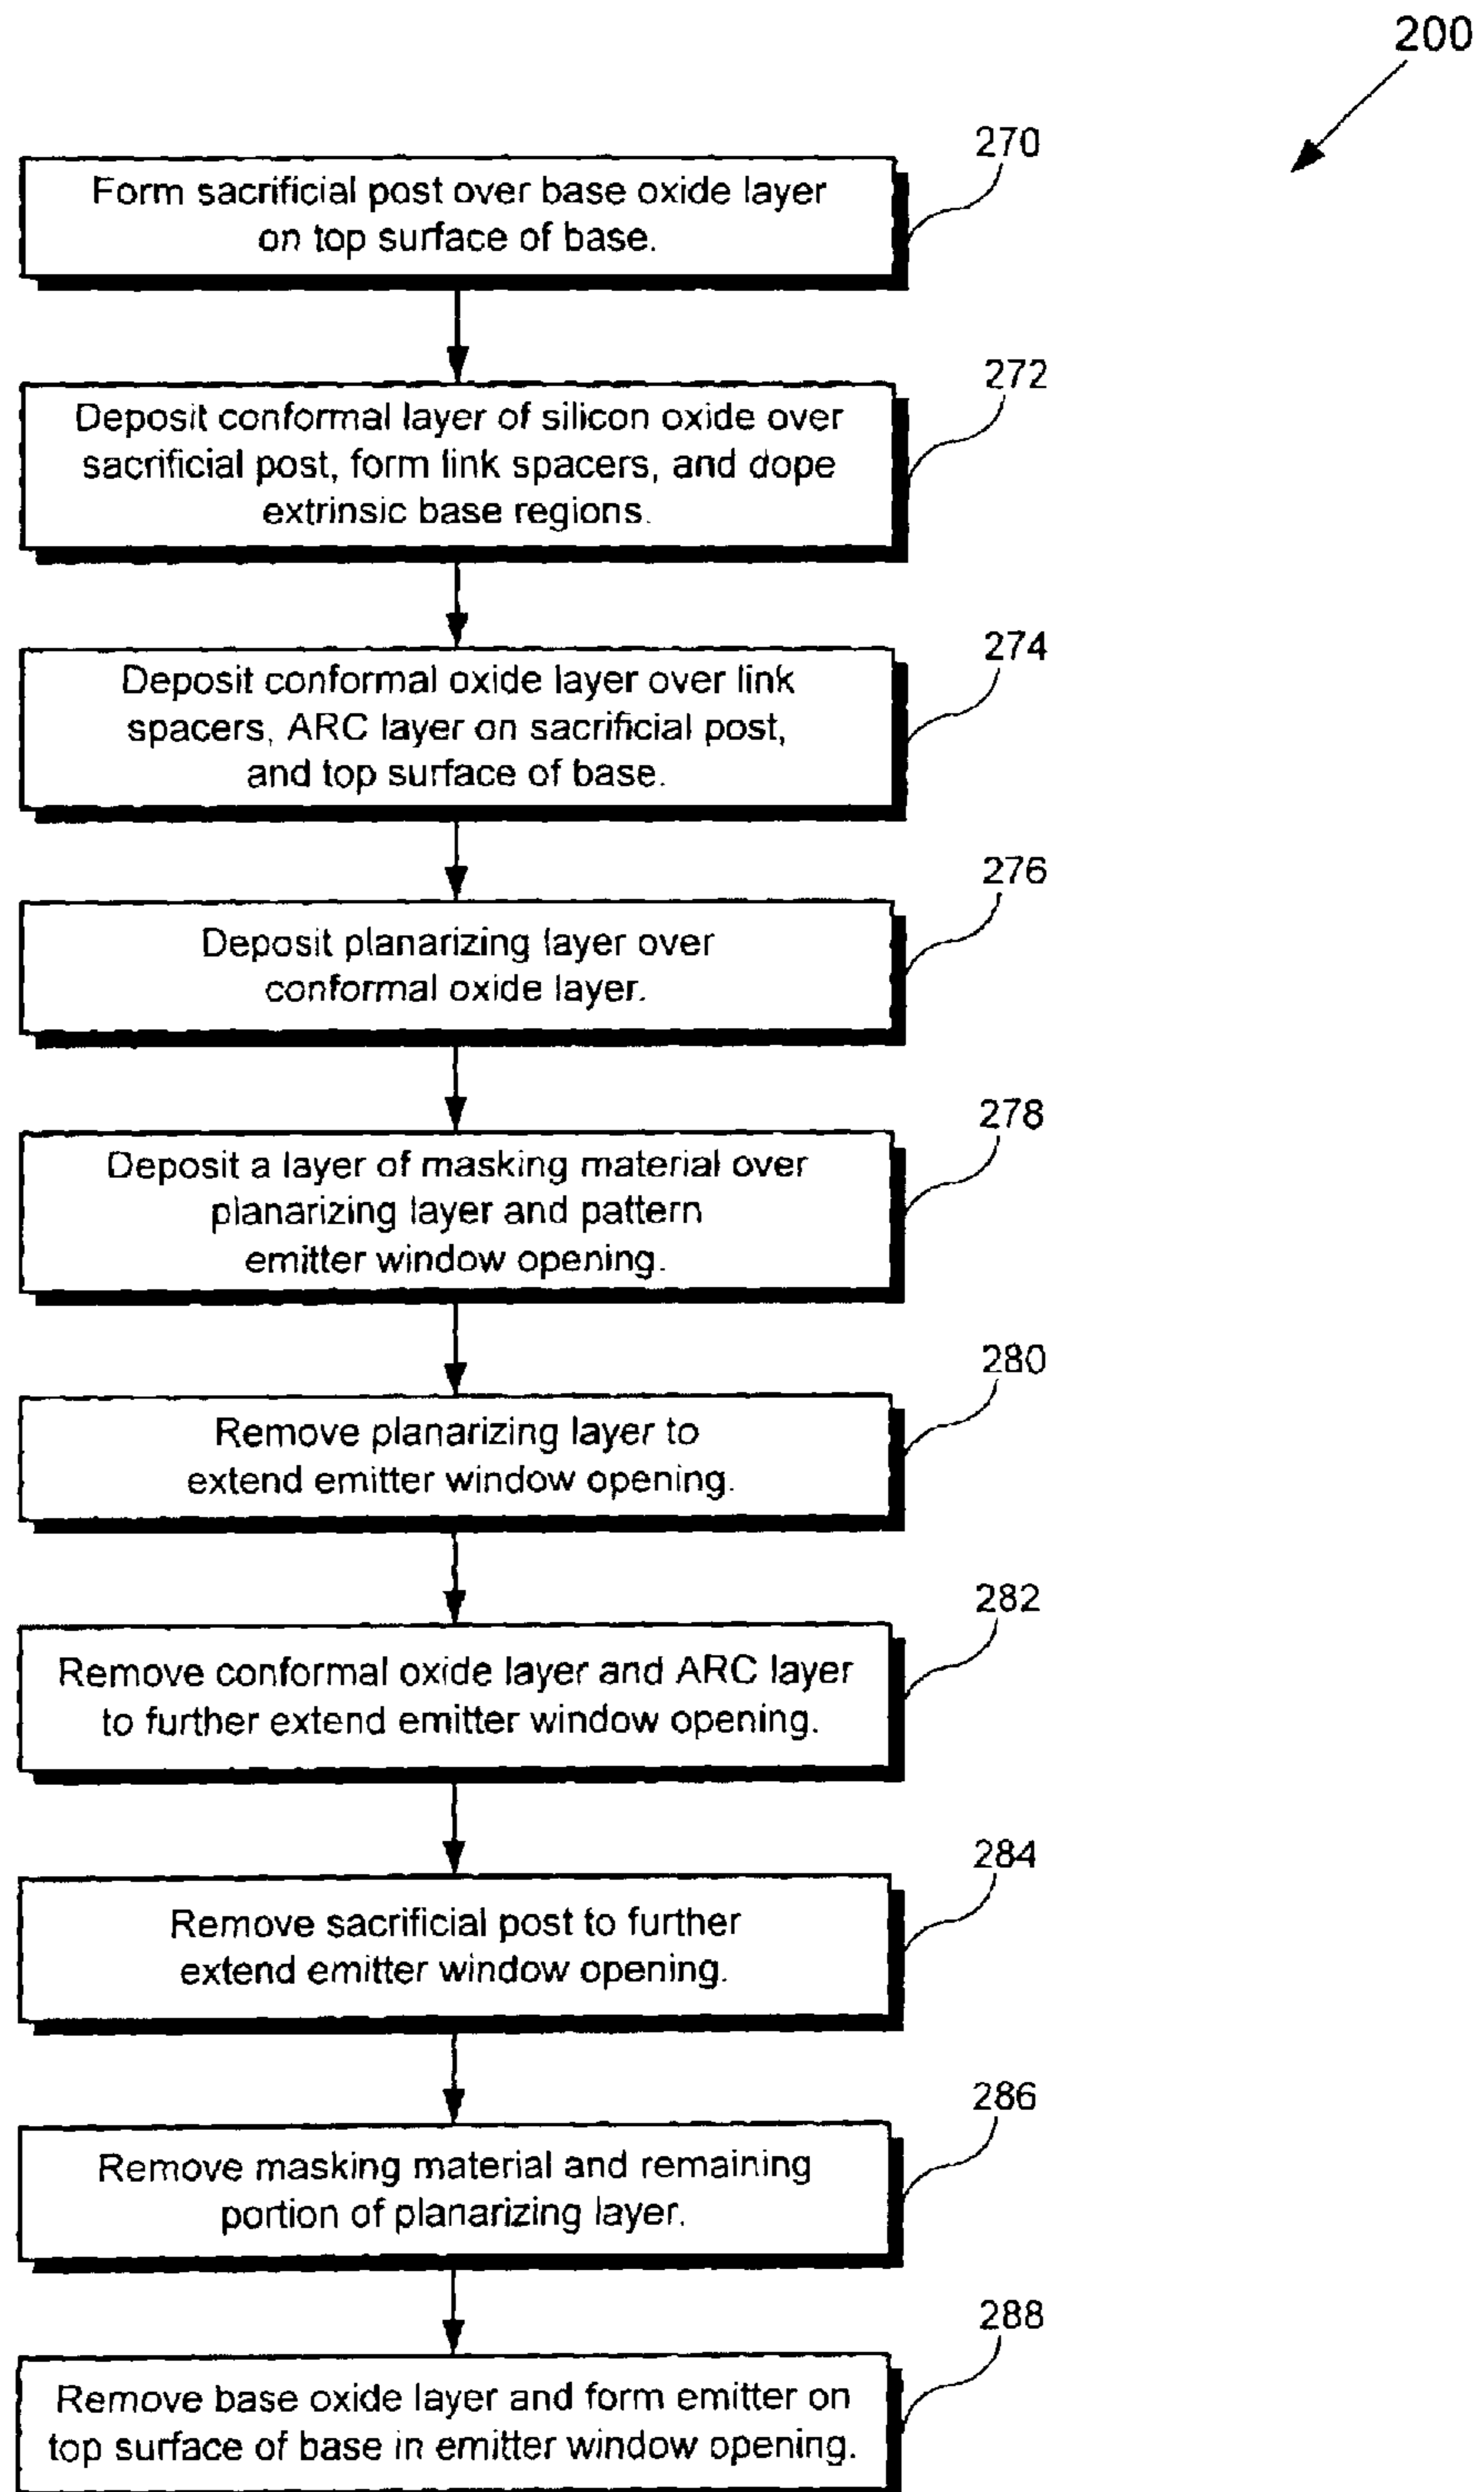 200
270
Form sacrificial post over base oxide layer
on top surface of base.
272
Deposit conformal layer of silicon oxide over
sacrificial post, form link spacers, and dope
extrinsic base regions.
274
Deposit conformal oxide layer over link
spacers, ARC layer on sacrificial post,
and top surface of base.
276
Deposit planarizing layer over
conformal oxide layer.
278
Deposit a layer of masking material over
planarizing layer and pattern
emitter window opening.
280
Remove planarizing layer to
extend emitter window opening.
282
Remove conformal oxide layer and ARC layer
to further extend emitter window opening.
284
Remove sacrificial post to further
extend emitter window opening.
286
Remove masking material and remaining
portion of planarizing layer.
288
Remove base oxide layer and form emitter on
top surface of base in emitter window opening.